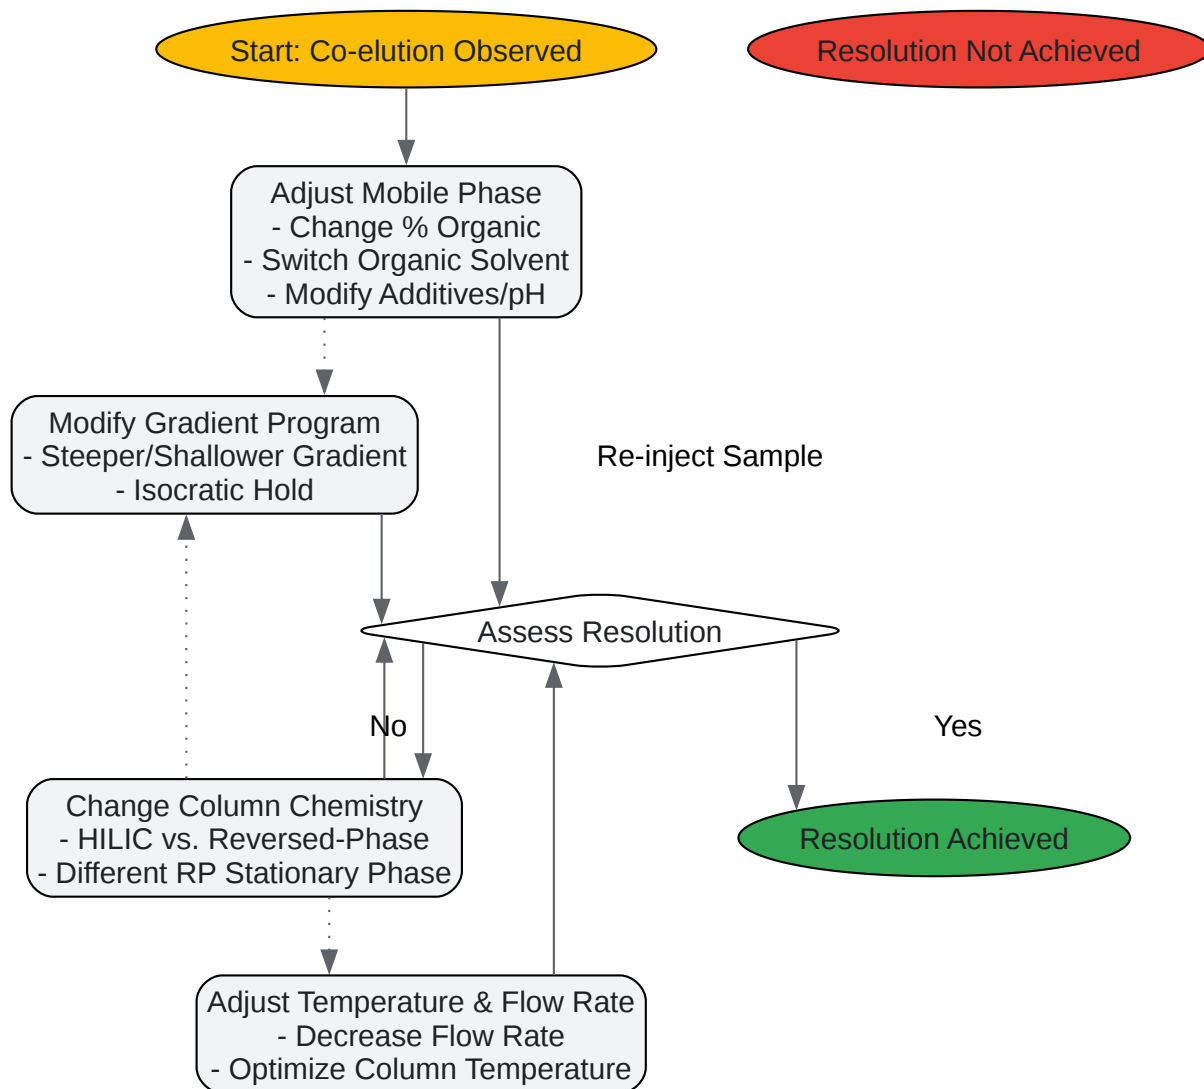 Start: Co-elution Observed
Resolution Not Achieved
Adjust Mobile Phase
- Change % Organic
- Switch Organic Solvent
- Modify Additives/pH
Modify Gradient Program
- Steeper/Shallower Gradient
- Isocratic Hold
Re-inject Sample
Assess Resolution
No
Yes
Change Column Chemistry
- HILIC vs. Reversed-Phase
- Different RP Stationary Phase
Resolution Achieved
Adjust Temperature & Flow Rate
- Decrease Flow Rate
- Optimize Column Temperature